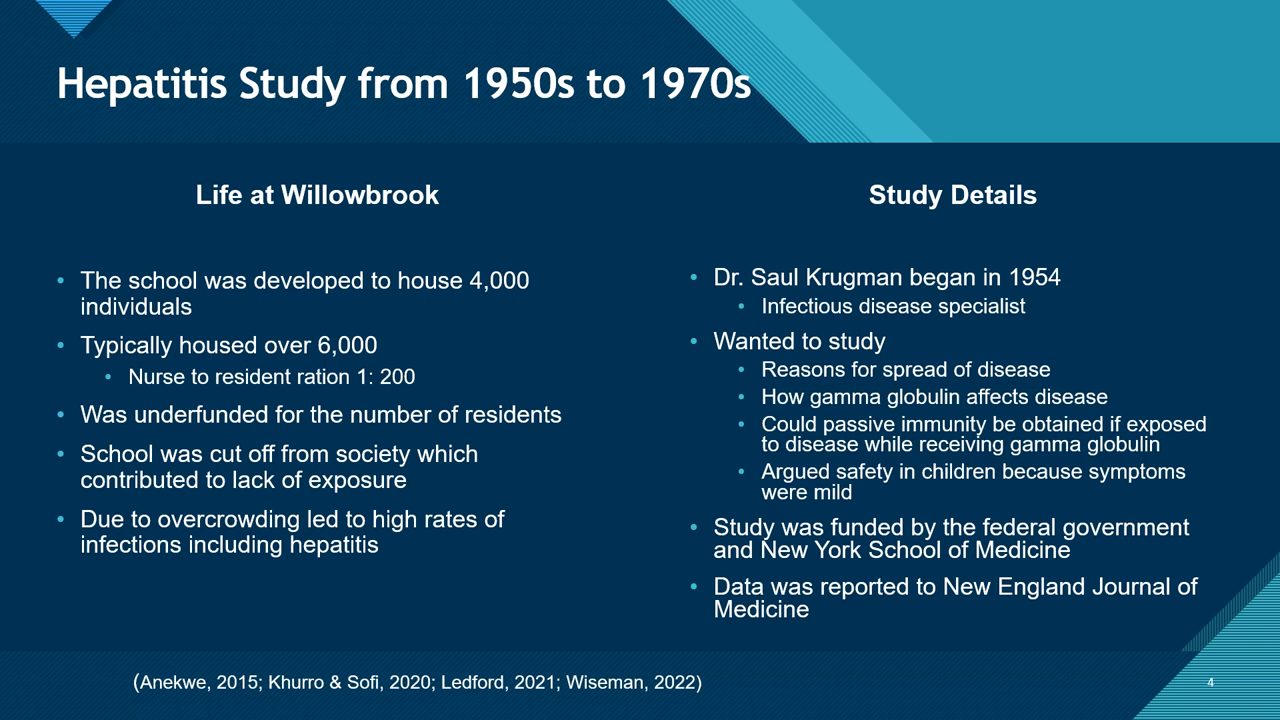 Hepatitis Study from 1950s to 1970s
Life at Willowbrook
• The school was developed to house 4,000
individuals
• Typically housed over 6,000
• Nurse to resident ration 1: 200
• Was underfunded for the number of residents
• School was cut off from society which
contributed to lack of exposure
• Due to overcrowding led to high rates of
infections including hepatitis
Study Details
• Dr. Saul Krugman began in 1954
• Infectious disease specialist
• Wanted to study
• Reasons for spread of disease
• How gamma globulin affects disease
• Could passive immunity be obtained if exposed
to disease while receiving gamma globulin
• Argued safety in children because symptoms
were mild
• Study was funded by the federal government
and New York School of Medicine
• Data was reported to New England Journal of
Medicine
(Anekwe, 2015; Khurro & Sofi, 2020; Ledford, 2021; Wiseman, 2022)
4